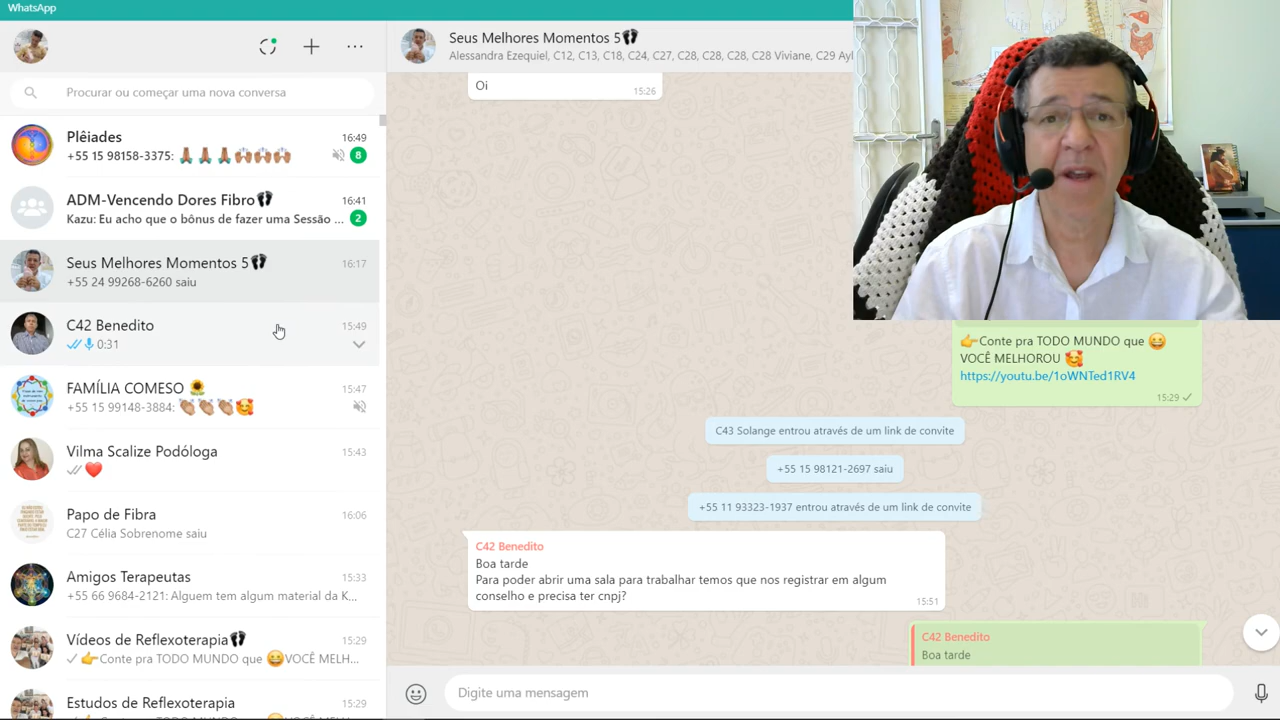 WhatsApp
Procurar ou começar uma nova conversa
Plêiades 16:49
+55 15 98158-3375: 🙏🏽🙏🏽🙏🏽🙌🏽🙌🏽🙌🏽 8
ADM-Vencendo Dores Fibro👣 16:41
Kazu: Eu acho que o bônus de fazer uma Sessão ... 2
Seus Melhores Momentos 5👣 16:17
+55 24 99268-6260 saiu
C42 Benedito 15:49
0:31
FAMÍLIA COMESO 🌻 15:47
+55 15 99148-3884: 👏🏼👏🏼👏🏼🥰
Vilma Scalize Podóloga 15:43
❤️
Papo de Fibra 16:06
C27 Célia Sobrenome saiu
Amigos Terapeutas 15:33
+55 66 9684-2121: Alguem tem algum material da K...
Vídeos de Reflexoterapia👣 15:29
👉Conte pra TODO MUNDO que 😄VOCÊ MELH...
Estudos de Reflexoterapia 15:29
Seus Melhores Momentos 5👣
Alessandra Ezequiel, C12, C13, C18, C24, C27, C28, C28, C28, C28 Viviane, C29 Ayl
Oi
15:26
👉Conte pra TODO MUNDO que 😄
VOCÊ MELHOROU 🥰
https://youtu.be/1oWNTed1RV4
15:29
C43 Solange entrou através de um link de convite
+55 15 98121-2697 saiu
+55 11 93323-1937 entrou através de um link de convite
C42 Benedito
Boa tarde
Para poder abrir uma sala para trabalhar temos que nos registrar em algum
conselho e precisa ter cnpj?
15:51
C42 Benedito
Boa tarde
Digite uma mensagem